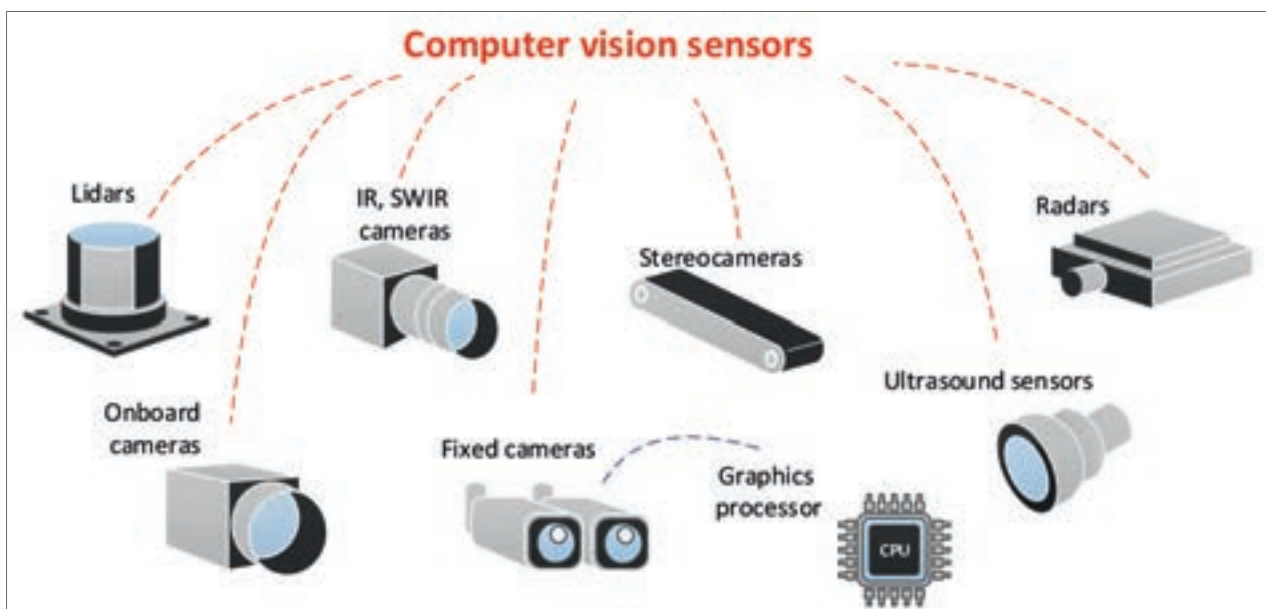 Computer vision sensors
Lidars
IR, SWIR
cameras
Stereocameras
Radars
Onboard
cameras
Fixed cameras
Graphics
processor
Ultrasound sensors
CPU